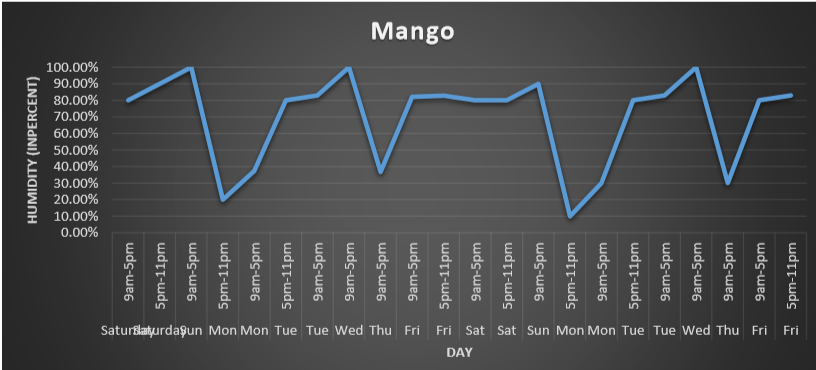 Mango
HUMIDITY (INPERCENT)
100.00%
90.00%
80.00%
70.00%
60.00%
50.00%
40.00%
30.00%
20.00%
10.00%
0.00%
9am-5pm 5pm-11pm 9am-5pm 5pm-11pm 9am-5pm 5pm-11pm 9am-5pm 9am-5pm 9am-5pm 9am-5pm 5pm-11pm 9am-5pm 5pm-11pm 9am-5pm 5pm-11pm 9am-5pm 5pm-11pm 9am-5pm 9am-5pm 9am-5pm 9am-5pm 5pm-11pm
Saturday Saturday Sun Mon Mon Tue Tue Wed Thu Fri Fri Sat Sat Sun Mon Mon Tue Tue Wed Thu Fri Fri
DAY